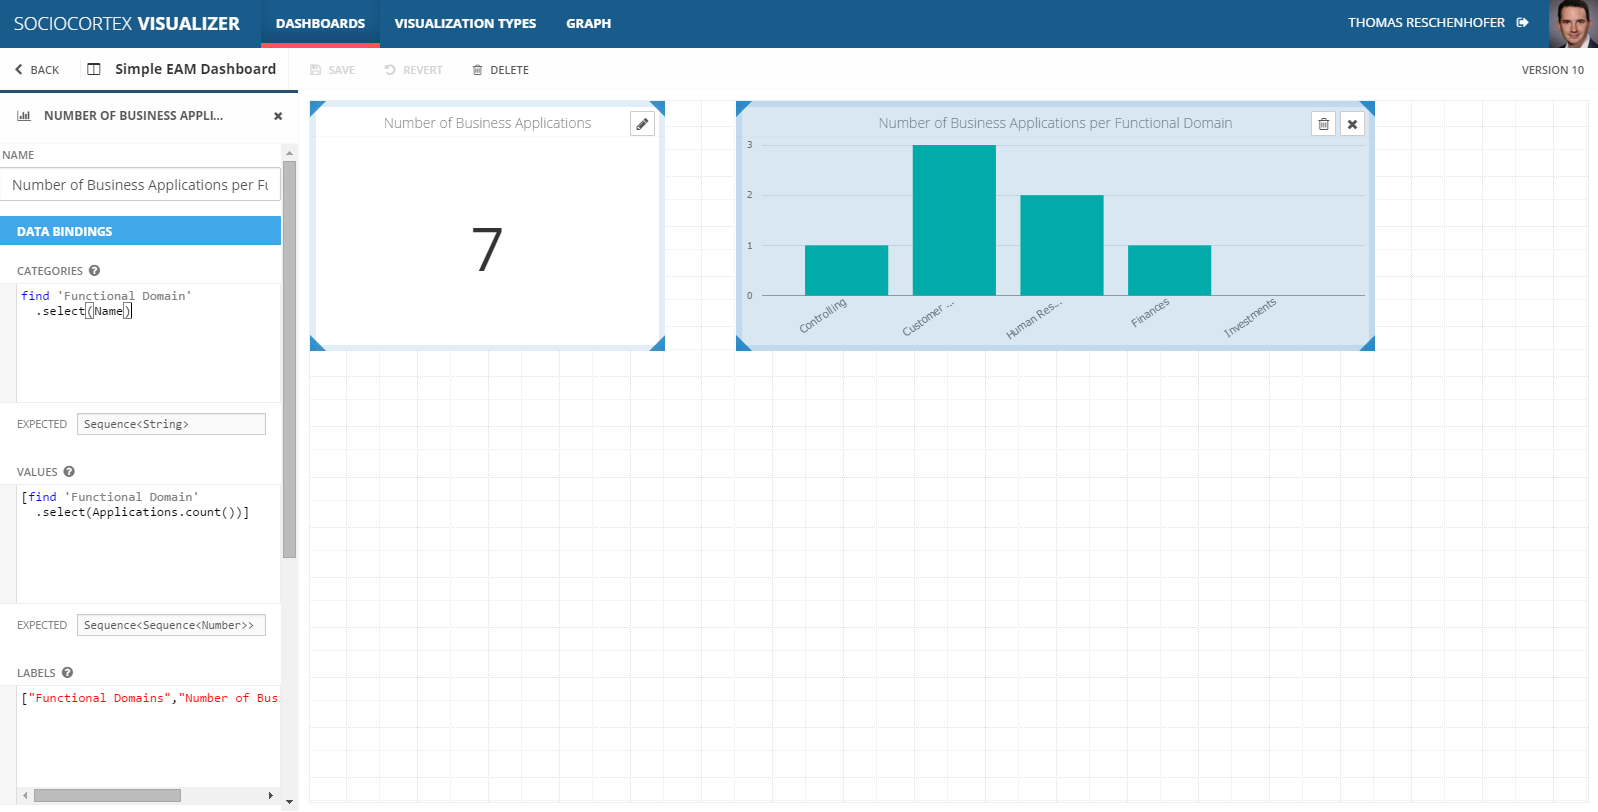 SOCIOCORTEX VISUALIZER
DASHBOARDS
VISUALIZATION TYPES
GRAPH
THOMAS RESCHENHOFER
BACK
Simple EAM Dashboard
SAVE
REVERT
DELETE
VERSION 10
NUMBER OF BUSINESS APPLI...
NAME
Number of Business Applications per Fu
DATA BINDINGS
CATEGORIES
find 'Functional Domain'
.select(Name)
EXPECTED
Sequence<String>
VALUES
[find 'Functional Domain'
.select(Applications.count())]
EXPECTED
Sequence<Sequence<Number>>
LABELS
["Functional Domains","Number of Bus
Number of Business Applications
7
Number of Business Applications per Functional Domain
3
2
1
0
Controlling
Customer ...
Human Res...
Finances
Investments